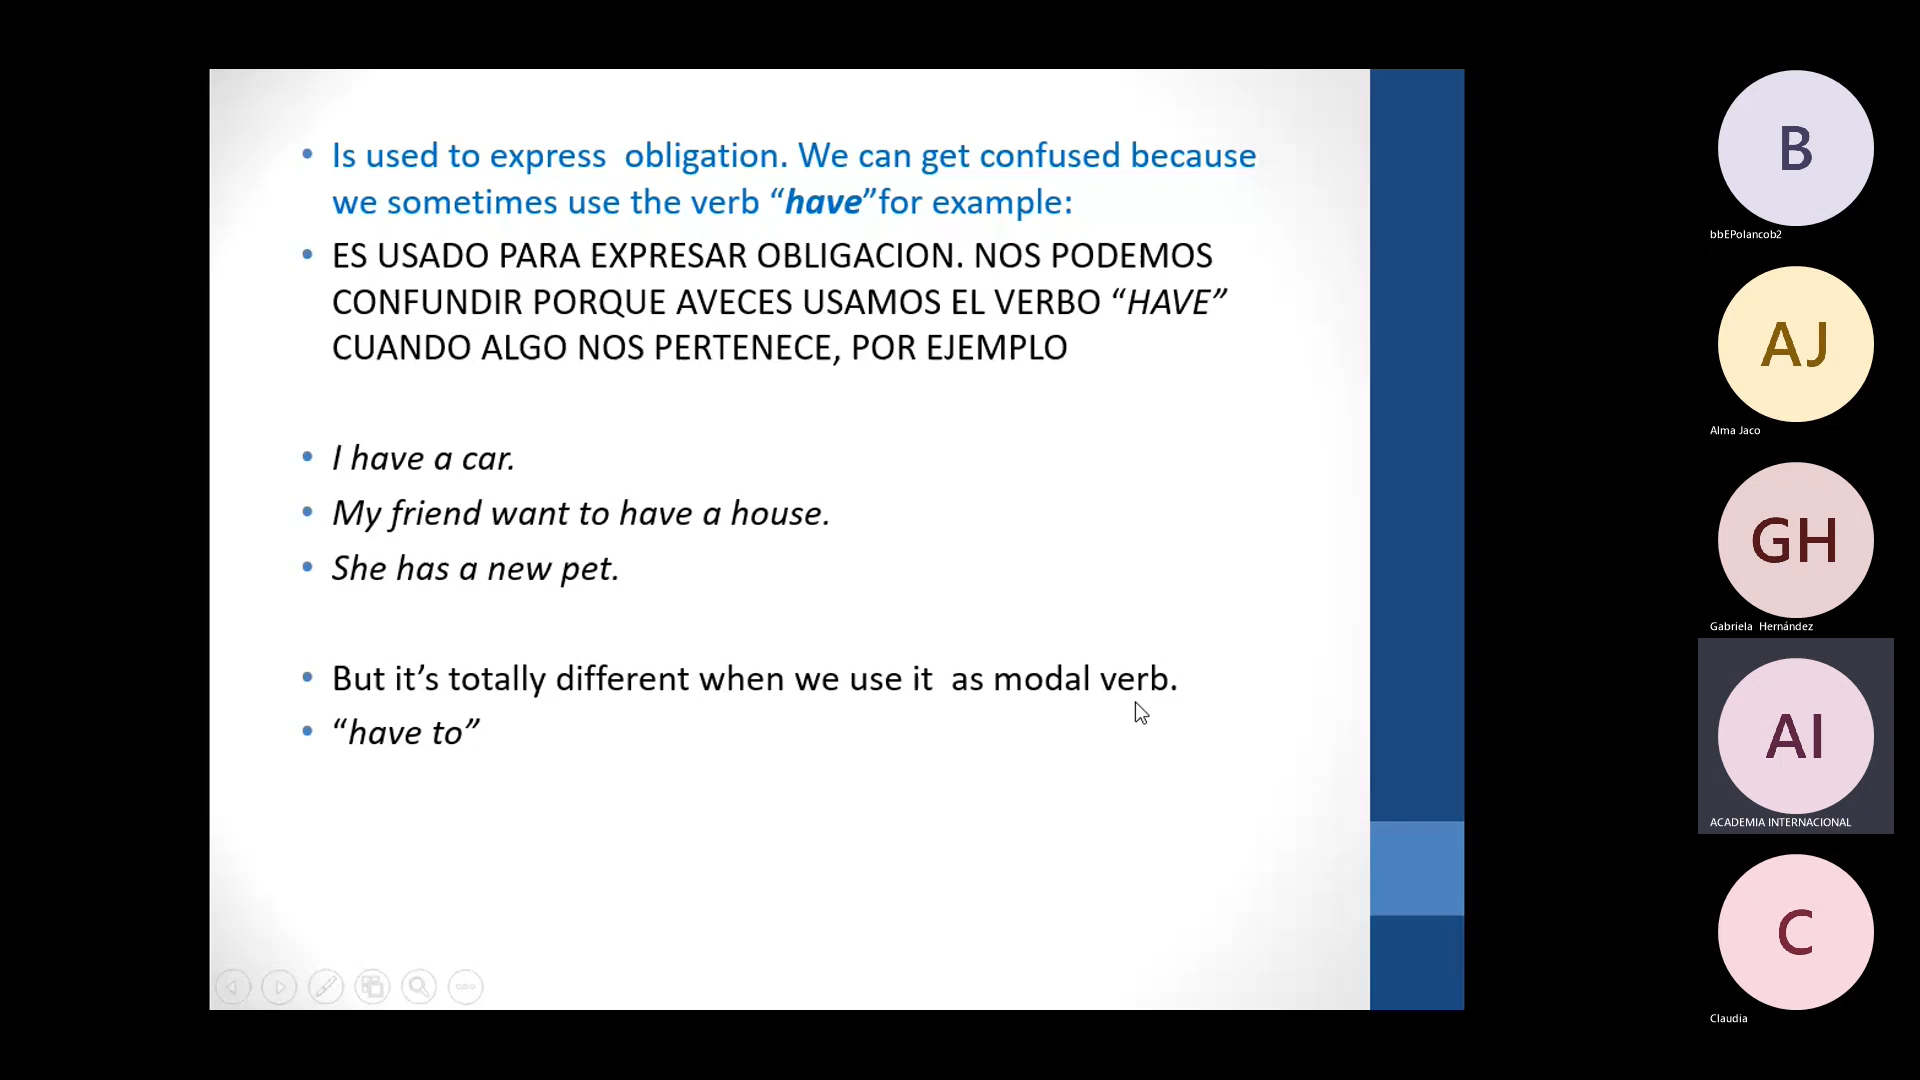 • Is used to express obligation. We can get confused because
we sometimes use the verb “have”for example:
• ES USADO PARA EXPRESAR OBLIGACION. NOS PODEMOS
CONFUNDIR PORQUE AVECES USAMOS EL VERBO “HAVE”
CUANDO ALGO NOS PERTENECE, POR EJEMPLO
• I have a car.
• My friend want to have a house.
• She has a new pet.
• But it’s totally different when we use it as modal verb.
• “have to”
B
bbEPolancob2
AJ
Alma Jaco
GH
Gabriela Hernández
AI
ACADEMIA INTERNACIONAL
C
Claudia